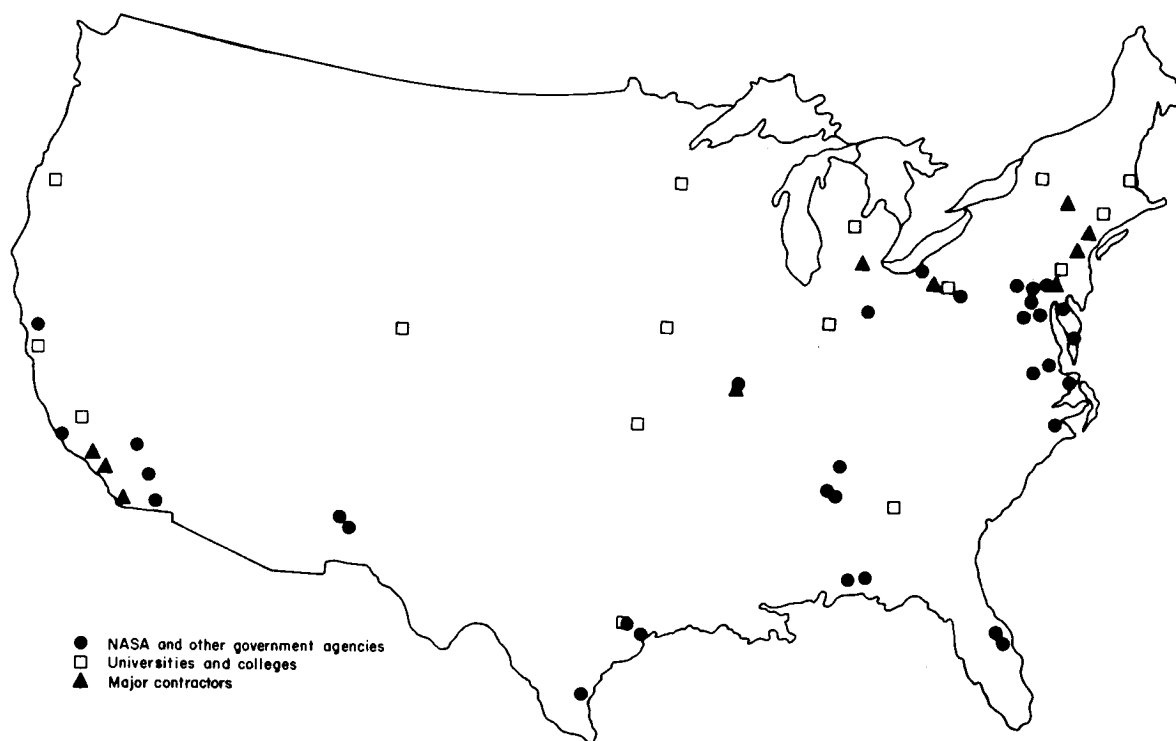 NASA and other government agencies
Universities and colleges
Major contractors